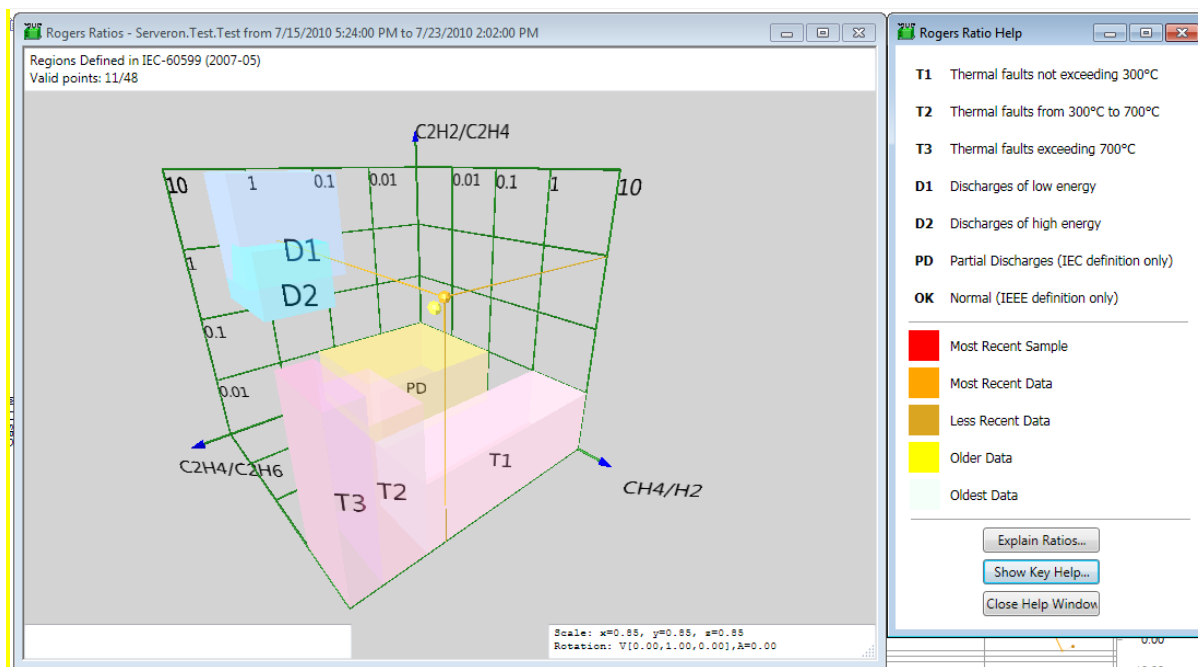 Rogers Ratios - Serveron.Test.Test from 7/15/2010 5:24:00 PM to 7/23/2010 2:02:00 PM
Regions Defined in IEC-60599 (2007-05)
Valid points: 11/48
C2H2/C2H4
10 1 0.1 0.01 0.01 0.1 1 10
D1
1
D2
0.1
PD
0.01
T1
C2H4/C2H6
CH4/H2
T3 T2
Scale: x=0.85, y=0.85, z=0.85
Rotation: V[0.00,1.00,0.00],A=0.00
Rogers Ratio Help
T1 Thermal faults not exceeding 300°C
T2 Thermal faults from 300°C to 700°C
T3 Thermal faults exceeding 700°C
D1 Discharges of low energy
D2 Discharges of high energy
PD Partial Discharges (IEC definition only)
OK Normal (IEEE definition only)
Most Recent Sample
Most Recent Data
Less Recent Data
Older Data
Oldest Data
Explain Ratios...
Show Key Help...
Close Help Window
0.00